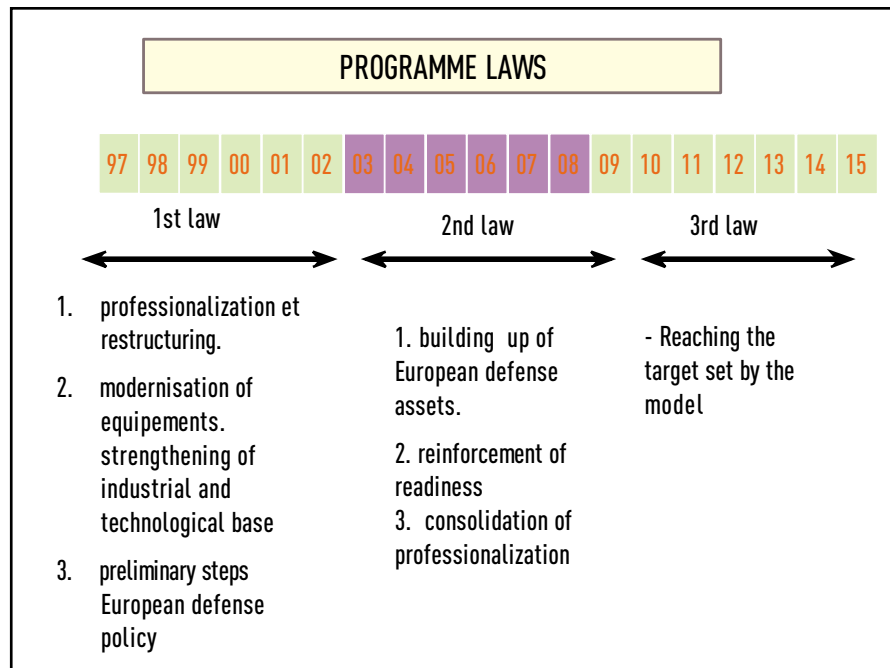 PROGRAMME LAWS
97 98 99 00 01 02 03 04 05 06 07 08 09 10 11 12 13 14 15
1st law
2nd law
3rd law
1. professionalization et
restructuring.
2. modernisation of
equipements.
strengthening of
industrial and
technological base
3. preliminary steps
European defense
policy
1. building up of
European defense
assets.
2. reinforcement of
readiness
3. consolidation of
professionalization
- Reaching the
target set by the
model